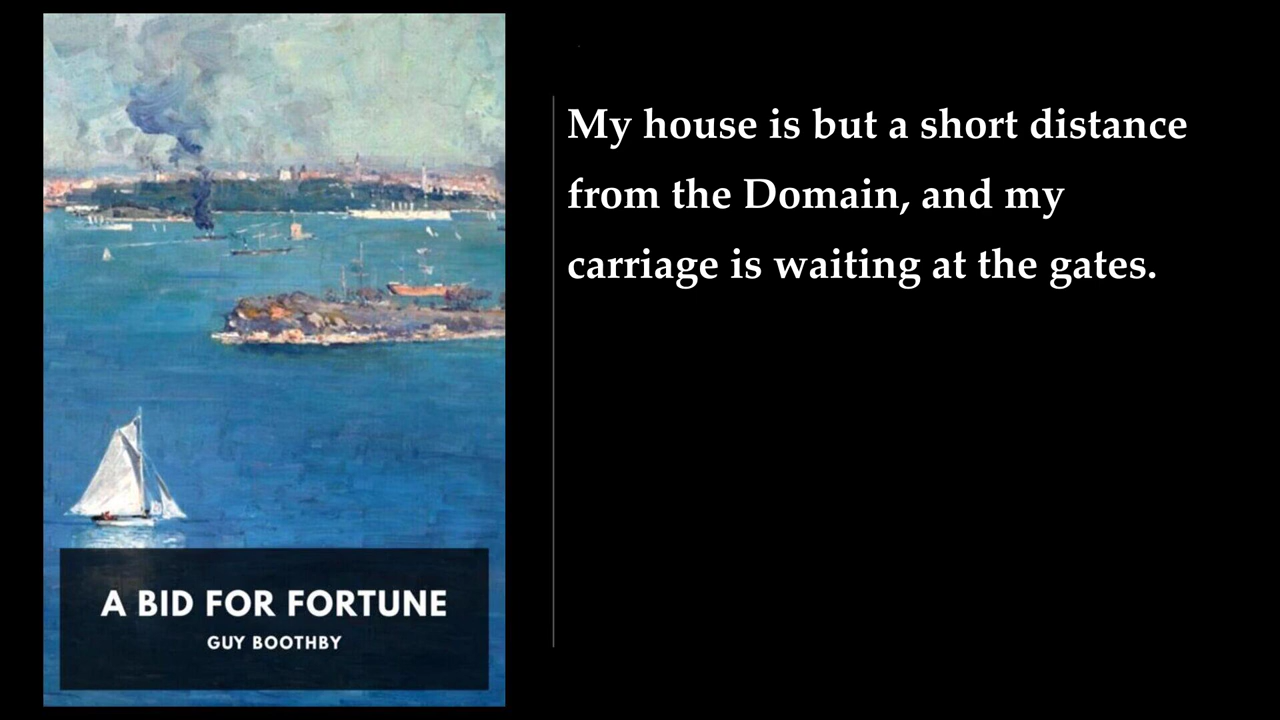 My house is but a short distance
from the Domain, and my
carriage is waiting at the gates.
A BID FOR FORTUNE
GUY BOOTHBY